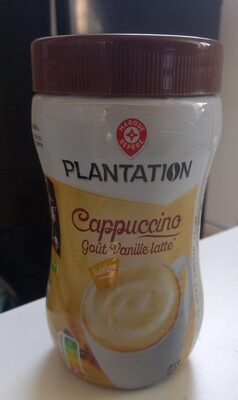 MARQUE
REPÈRE
PLANTATION
Cappuccino
Goût Vanille latte